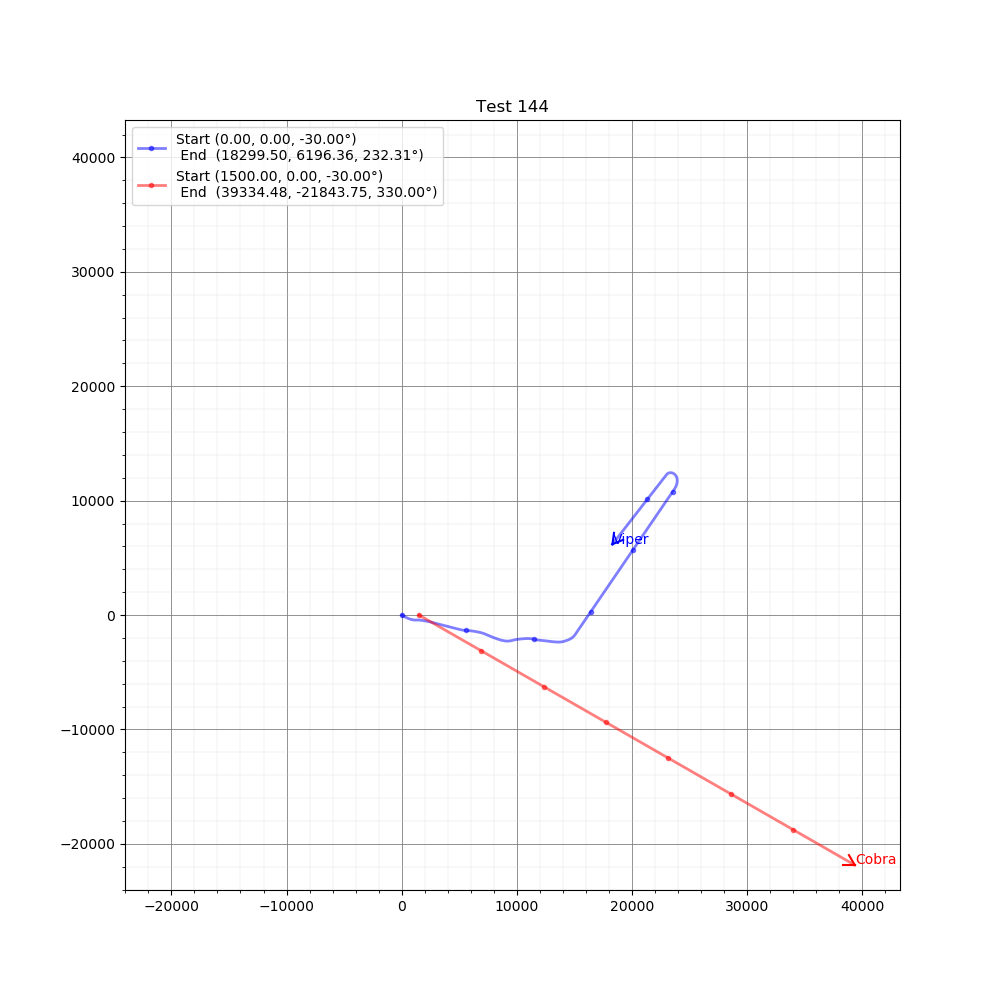 Test 144
Start (0.00, 0.00, -30.00°)
End (18299.50, 6196.36, 232.31°)
Start (1500.00, 0.00, -30.00°)
End (39334.48, -21843.75, 330.00°)
40000
30000
20000
10000
0
−10000
−20000
Viper
Cobra
−20000
−10000
0
10000
20000
30000
40000